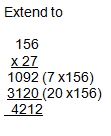 Extend to
156
x 27
1092 (7 x156)
3120 (20 x156)
4212